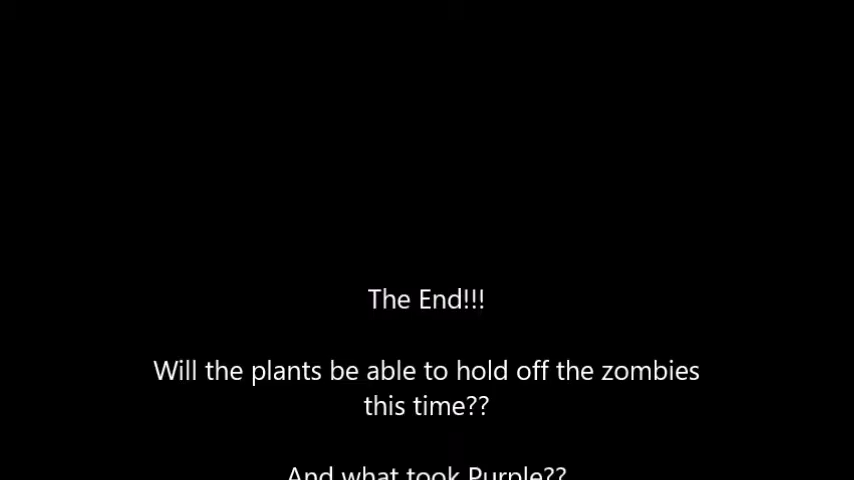 The End!!!
Will the plants be able to hold off the zombies
this time??
And what took Purple??